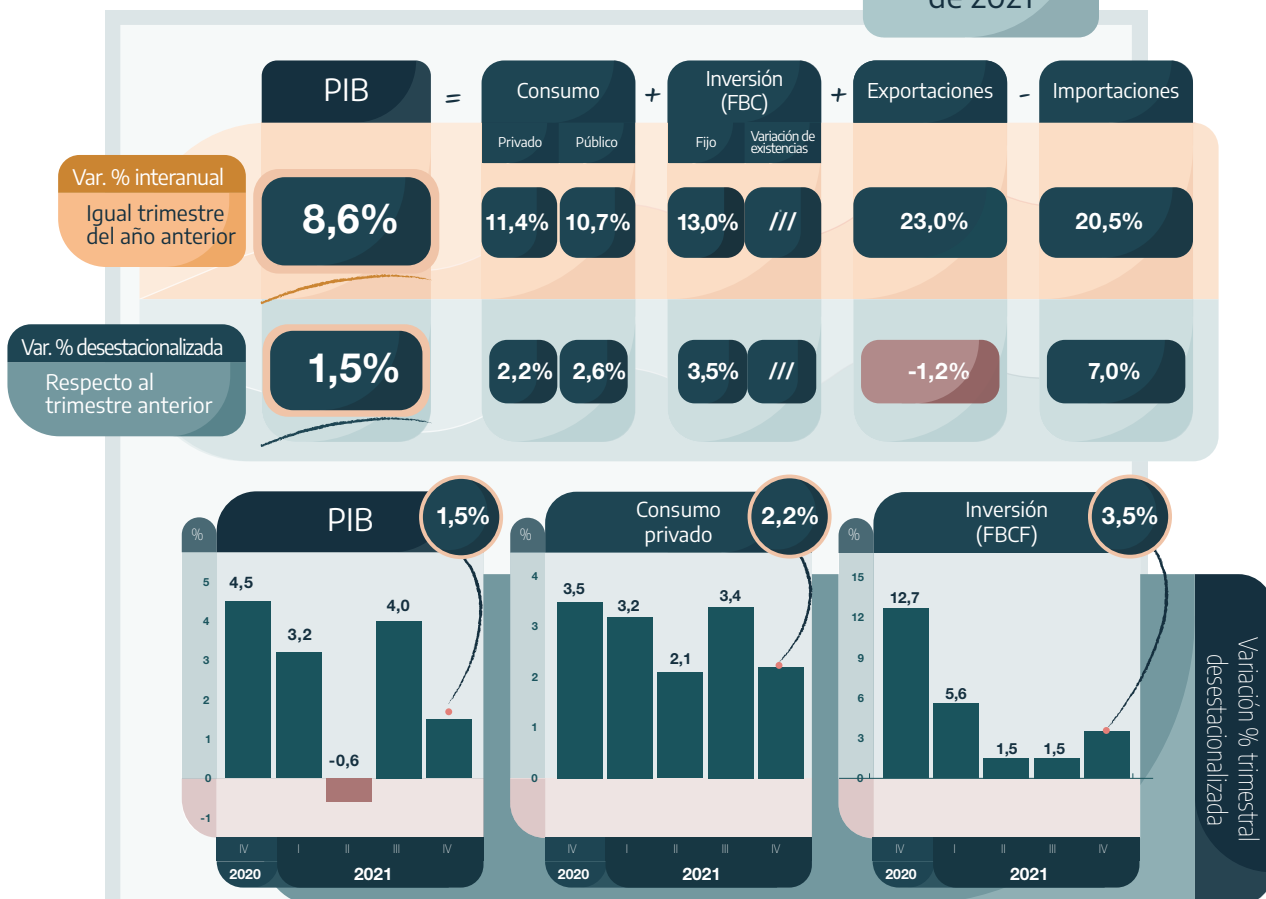 de 2021
PIB
=
Consumo
+
Inversión
(FBC)
+
Exportaciones
-
Importaciones
Privado
Público
Fijo
Variación de
existencias
Var. % interanual
Igual trimestre
del año anterior
8,6%
11,4%
10,7%
13,0%
///
23,0%
20,5%
Var. % desestacionalizada
Respecto al
trimestre anterior
1,5%
2,2%
2,6%
3,5%
///
-1,2%
7,0%
PIB
1,5%
%
5
4
3
2
1
0
-1
4,5
3,2
-0,6
4,0
IV
I
II
III
IV
2020
2021
Consumo
privado
2,2%
%
4
3
2
1
0
3,5
3,2
2,1
3,4
IV
I
II
III
IV
2020
2021
Inversión
(FBCF)
3,5%
%
15
12
9
6
3
0
12,7
5,6
1,5
1,5
IV
I
II
III
IV
2020
2021
Variación % trimestral
desestacionalizada